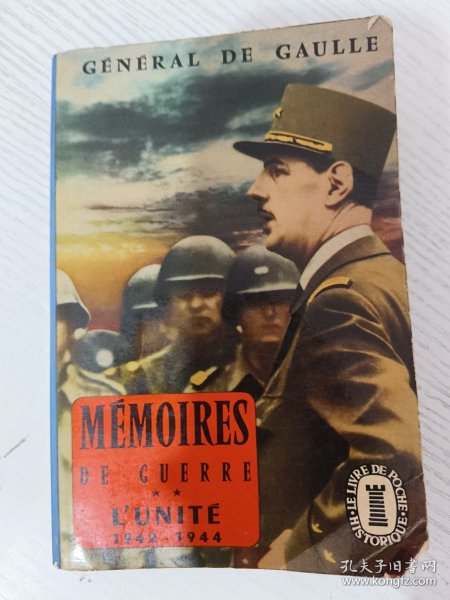 GÉNÉRAL DE GAULLE
MÉMOIRES
DE GUERRE
★ ★
L'UNITÉ
1942-1944
• LE LIVRE DE POCHE •
HISTORIQUE
孔夫子旧书网
www.kongfz.com